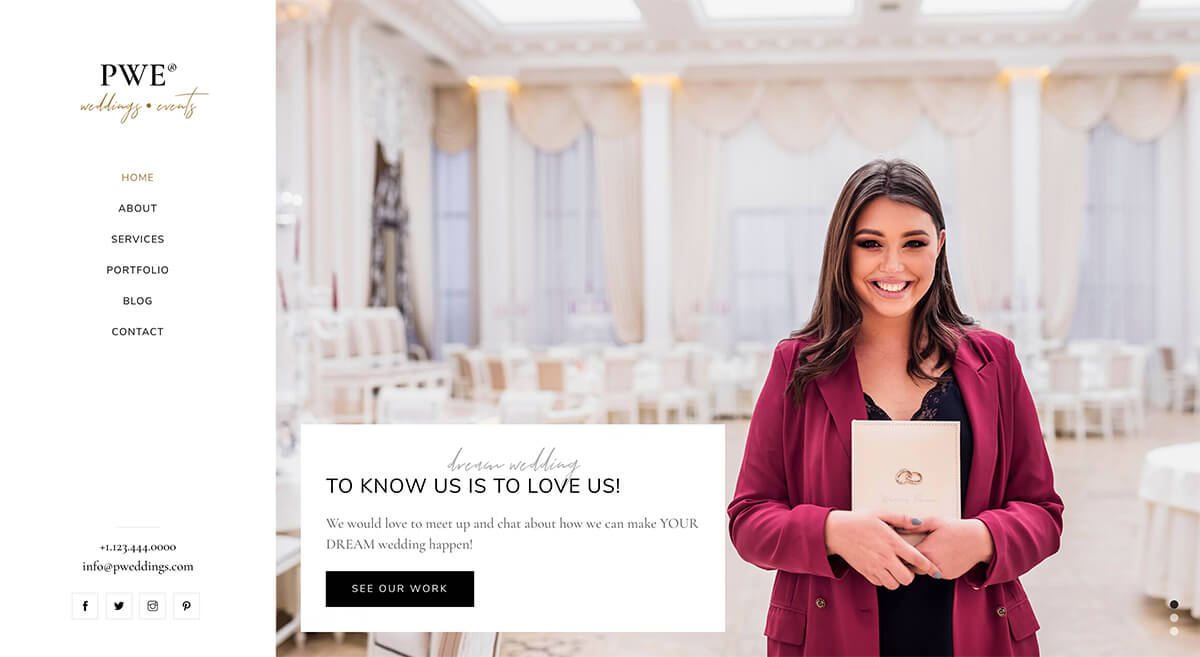 PWE®
weddings • events
HOME
ABOUT
SERVICES
PORTFOLIO
BLOG
CONTACT
+1.123.444.0000
info@pweddings.com
dream wedding
TO KNOW US IS TO LOVE US!
We would love to meet up and chat about how we can make YOUR
DREAM wedding happen!
SEE OUR WORK